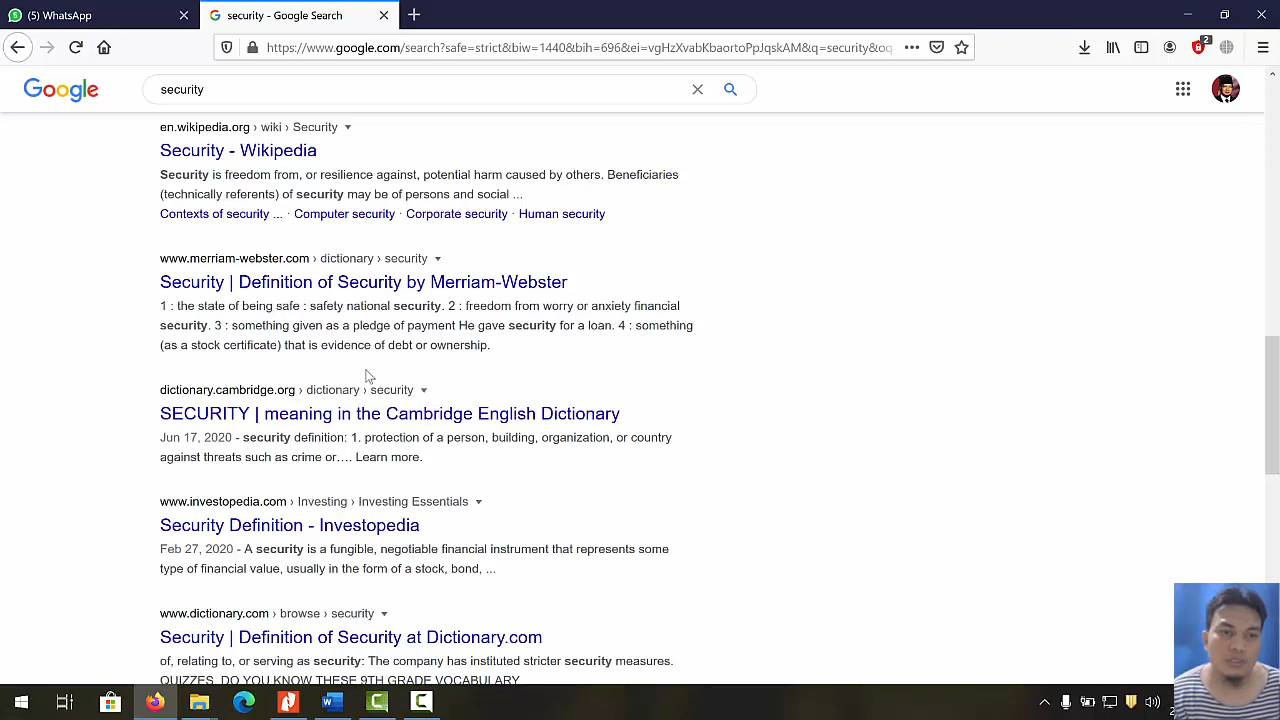 (5) WhatsApp
security - Google Search
https://www.google.com/search?safe=strict&biw=1440&bih=696&ei=vgHzXvabKbaortoPpJqskAM&q=security&oq
2
Google
security
en.wikipedia.org › wiki › Security
Security - Wikipedia
Security is freedom from, or resilience against, potential harm caused by others. Beneficiaries
(technically referents) of security may be of persons and social ...
Contexts of security ... · Computer security · Corporate security · Human security
www.merriam-webster.com › dictionary › security
Security | Definition of Security by Merriam-Webster
1 : the state of being safe : safety national security. 2 : freedom from worry or anxiety financial
security. 3 : something given as a pledge of payment He gave security for a loan. 4 : something
(as a stock certificate) that is evidence of debt or ownership.
dictionary.cambridge.org › dictionary › security
SECURITY | meaning in the Cambridge English Dictionary
Jun 17, 2020 - security definition: 1. protection of a person, building, organization, or country
against threats such as crime or…. Learn more.
www.investopedia.com › Investing › Investing Essentials
Security Definition - Investopedia
Feb 27, 2020 - A security is a fungible, negotiable financial instrument that represents some
type of financial value, usually in the form of a stock, bond, ...
www.dictionary.com › browse › security
Security | Definition of Security at Dictionary.com
of, relating to, or serving as security: The company has instituted stricter security measures.
QUIZZES. DO YOU KNOW THESE 9TH GRADE VOCABULARY